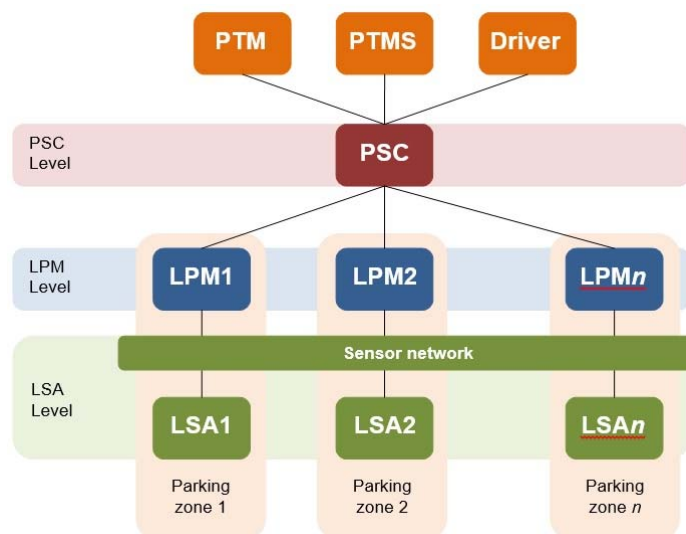 PTM
PTMS
Driver
PSC
Level
PSC
LPM
Level
LPM1
LPM2
LPMn
Sensor network
LSA
Level
LSA1
LSA2
LSAn
Parking
zone 1
Parking
zone 2
Parking
zone n